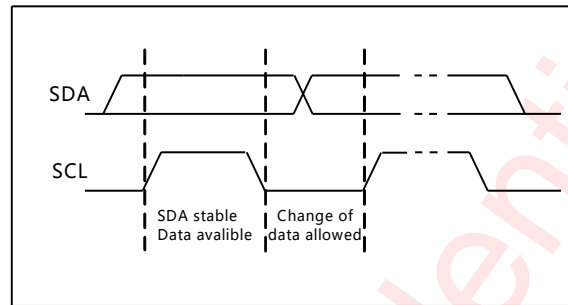 SDA
SCL
SDA stable
Data avalible
Change of
data allowed